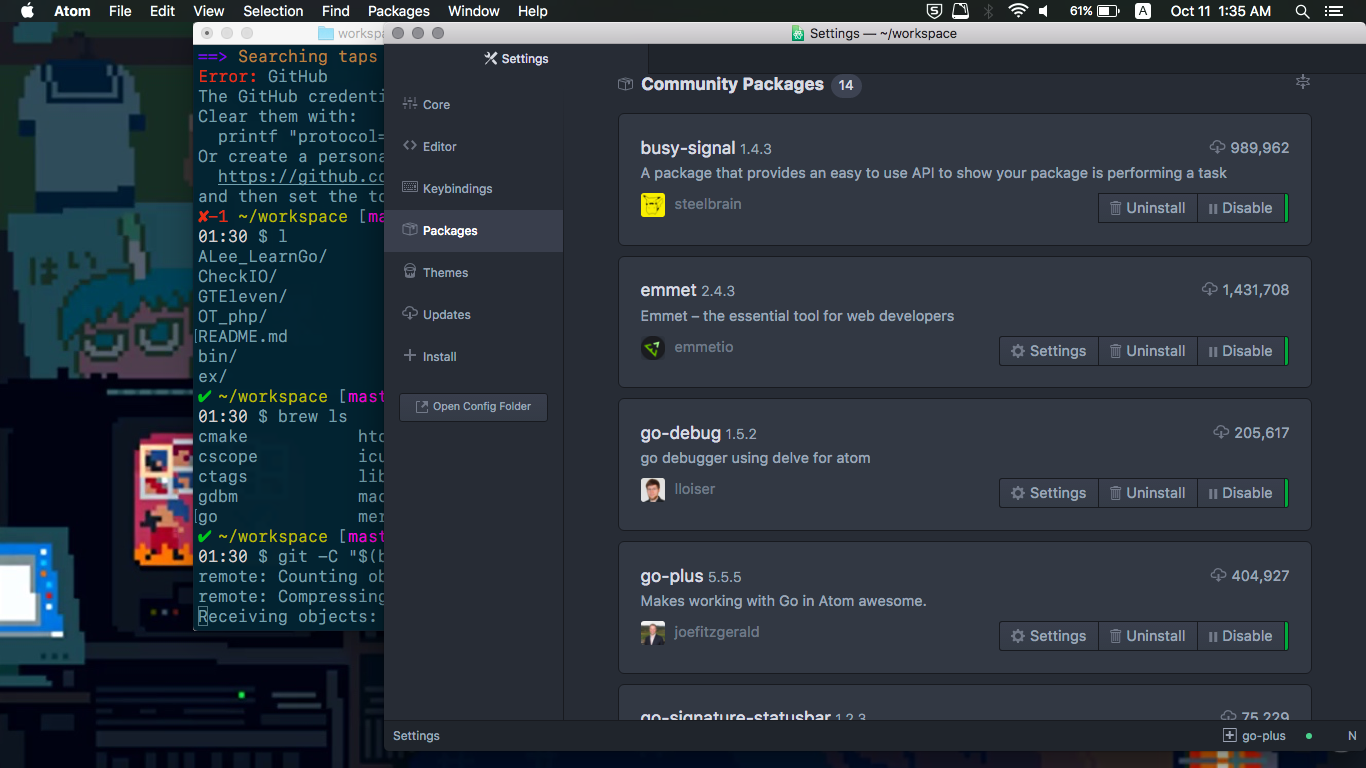 Atom File Edit View Selection Find Packages Window Help
61% A Oct 11 1:35 AM
workspa
==> Searching taps
Error: GitHub
The GitHub credenti
Clear them with:
printf "protocol=
Or create a persona
https://github.co
and then set the to
✘-1 ~/workspace [ma
01:30 $ l
ALee_LearnGo/
CheckIO/
GTEleven/
OT_php/
README.md
bin/
ex/
✔ ~/workspace [mast
01:30 $ brew ls
cmake hto
cscope icu
ctags lib
gdbm mac
go mer
✔ ~/workspace [mast
01:30 $ git -C "$(b
remote: Counting ob
remote: Compressing
Receiving objects:
Settings — ~/workspace
Settings
Core
Editor
Keybindings
Packages
Themes
Updates
Install
Open Config Folder
Community Packages 14
busy-signal 1.4.3 989,962
A package that provides an easy to use API to show your package is performing a task
steelbrain
Uninstall Disable
emmet 2.4.3 1,431,708
Emmet – the essential tool for web developers
emmetio
Settings Uninstall Disable
go-debug 1.5.2 205,617
go debugger using delve for atom
lloiser
Settings Uninstall Disable
go-plus 5.5.5 404,927
Makes working with Go in Atom awesome.
joefitzgerald
Settings Uninstall Disable
go-signature-statusbar 1.2.3 75,229
Settings
go-plus N
はい